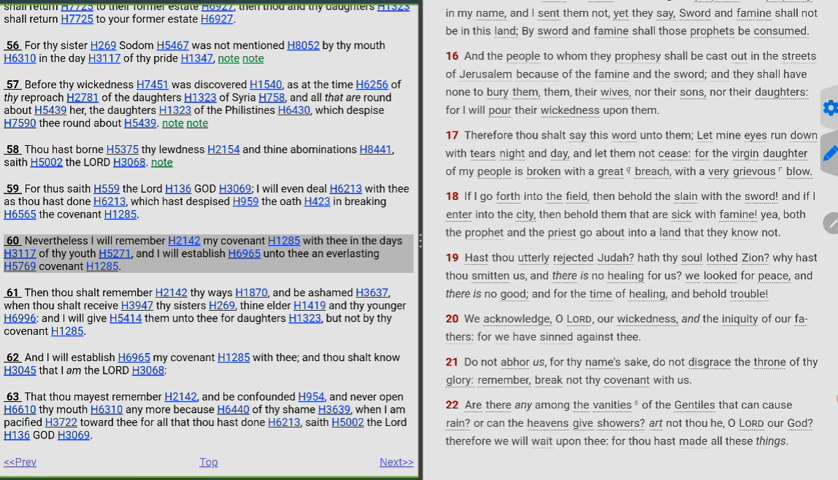 shall return H7725 to their former estate H6927, then thou and thy daughters H1323
shall return H7725 to your former estate H6927.
56 For thy sister H269 Sodom H5467 was not mentioned H8052 by thy mouth
H6310 in the day H3117 of thy pride H1347, note note
57 Before thy wickedness H7451 was discovered H1540, as at the time H6256 of
thy reproach H2781 of the daughters H1323 of Syria H758, and all that are round
about H5439 her, the daughters H1323 of the Philistines H6430, which despise
H7590 thee round about H5439. note note
58 Thou hast borne H5375 thy lewdness H2154 and thine abominations H8441,
saith H5002 the LORD H3068. note
59 For thus saith H559 the Lord H136 GOD H3069; I will even deal H6213 with thee
as thou hast done H6213, which hast despised H959 the oath H423 in breaking
H6565 the covenant H1285.
60 Nevertheless I will remember H2142 my covenant H1285 with thee in the days
H3117 of thy youth H5271, and I will establish H6965 unto thee an everlasting
H5769 covenant H1285.
61 Then thou shalt remember H2142 thy ways H1870, and be ashamed H3637,
when thou shalt receive H3947 thy sisters H269, thine elder H1419 and thy younger
H6996: and I will give H5414 them unto thee for daughters H1323, but not by thy
covenant H1285.
62 And I will establish H6965 my covenant H1285 with thee; and thou shalt know
H3045 that I am the LORD H3068:
63 That thou mayest remember H2142, and be confounded H954, and never open
H6610 thy mouth H6310 any more because H6440 of thy shame H3639, when I am
pacified H3722 toward thee for all that thou hast done H6213, saith H5002 the Lord
H136 GOD H3069.
<<Prev Top Next>>
in my name, and I sent them not, yet they say, Sword and famine shall not
be in this land; By sword and famine shall those prophets be consumed.
16 And the people to whom they prophesy shall be cast out in the streets
of Jerusalem because of the famine and the sword; and they shall have
none to bury them, them, their wives, nor their sons, nor their daughters:
for I will pour their wickedness upon them.
17 Therefore thou shalt say this word unto them; Let mine eyes run down
with tears night and day, and let them not cease: for the virgin daughter
of my people is broken with a great q breach, with a very grievous r blow.
18 If I go forth into the field, then behold the slain with the sword! and if I
enter into the city, then behold them that are sick with famine! yea, both
the prophet and the priest go about into a land that they know not.
19 Hast thou utterly rejected Judah? hath thy soul lothed Zion? why hast
thou smitten us, and there is no healing for us? we looked for peace, and
there is no good; and for the time of healing, and behold trouble!
20 We acknowledge, O LORD, our wickedness, and the iniquity of our fa-
thers: for we have sinned against thee.
21 Do not abhor us, for thy name's sake, do not disgrace the throne of thy
glory: remember, break not thy covenant with us.
22 Are there any among the vanities s of the Gentiles that can cause
rain? or can the heavens give showers? art not thou he, O LORD our God?
therefore we will wait upon thee: for thou hast made all these things.